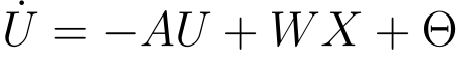 U̇ = −AU + WX + Θ